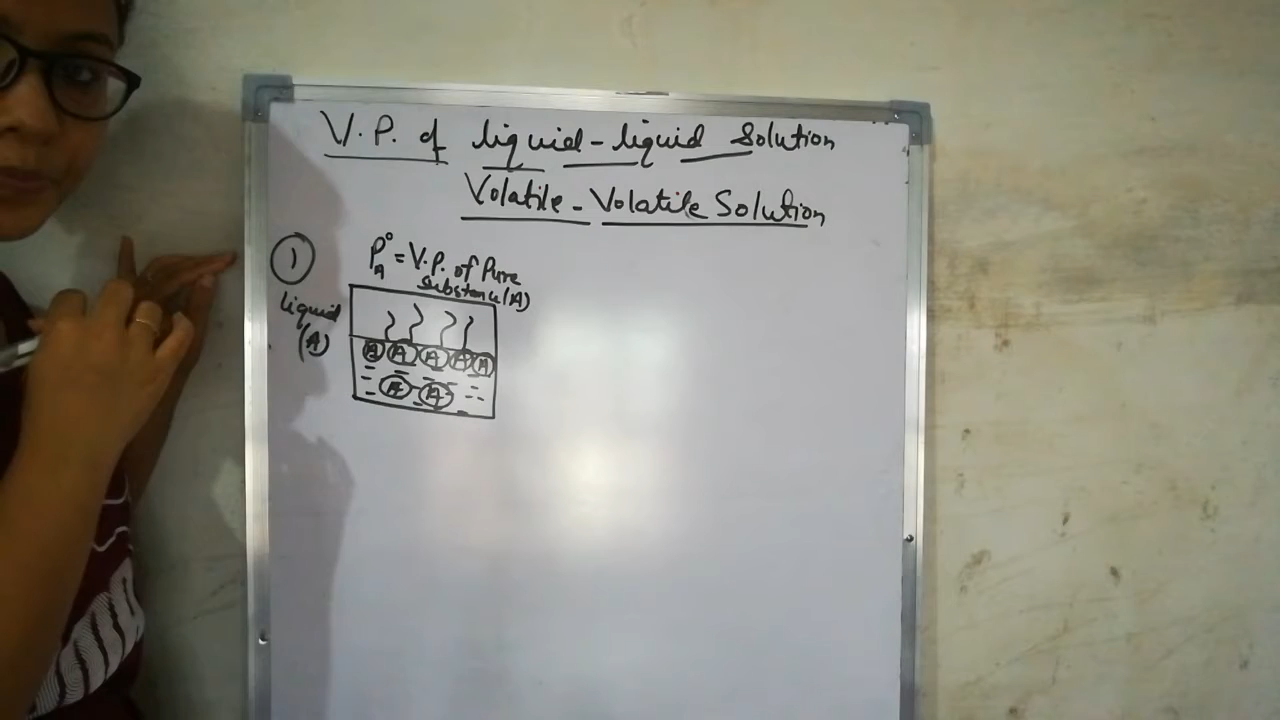 V.P. of liquid-liquid Solution
Volatile - Volatile Solution
1
P°A = V.P. of Pure
substance (A)
liquid
(A)
A A A A A
A A